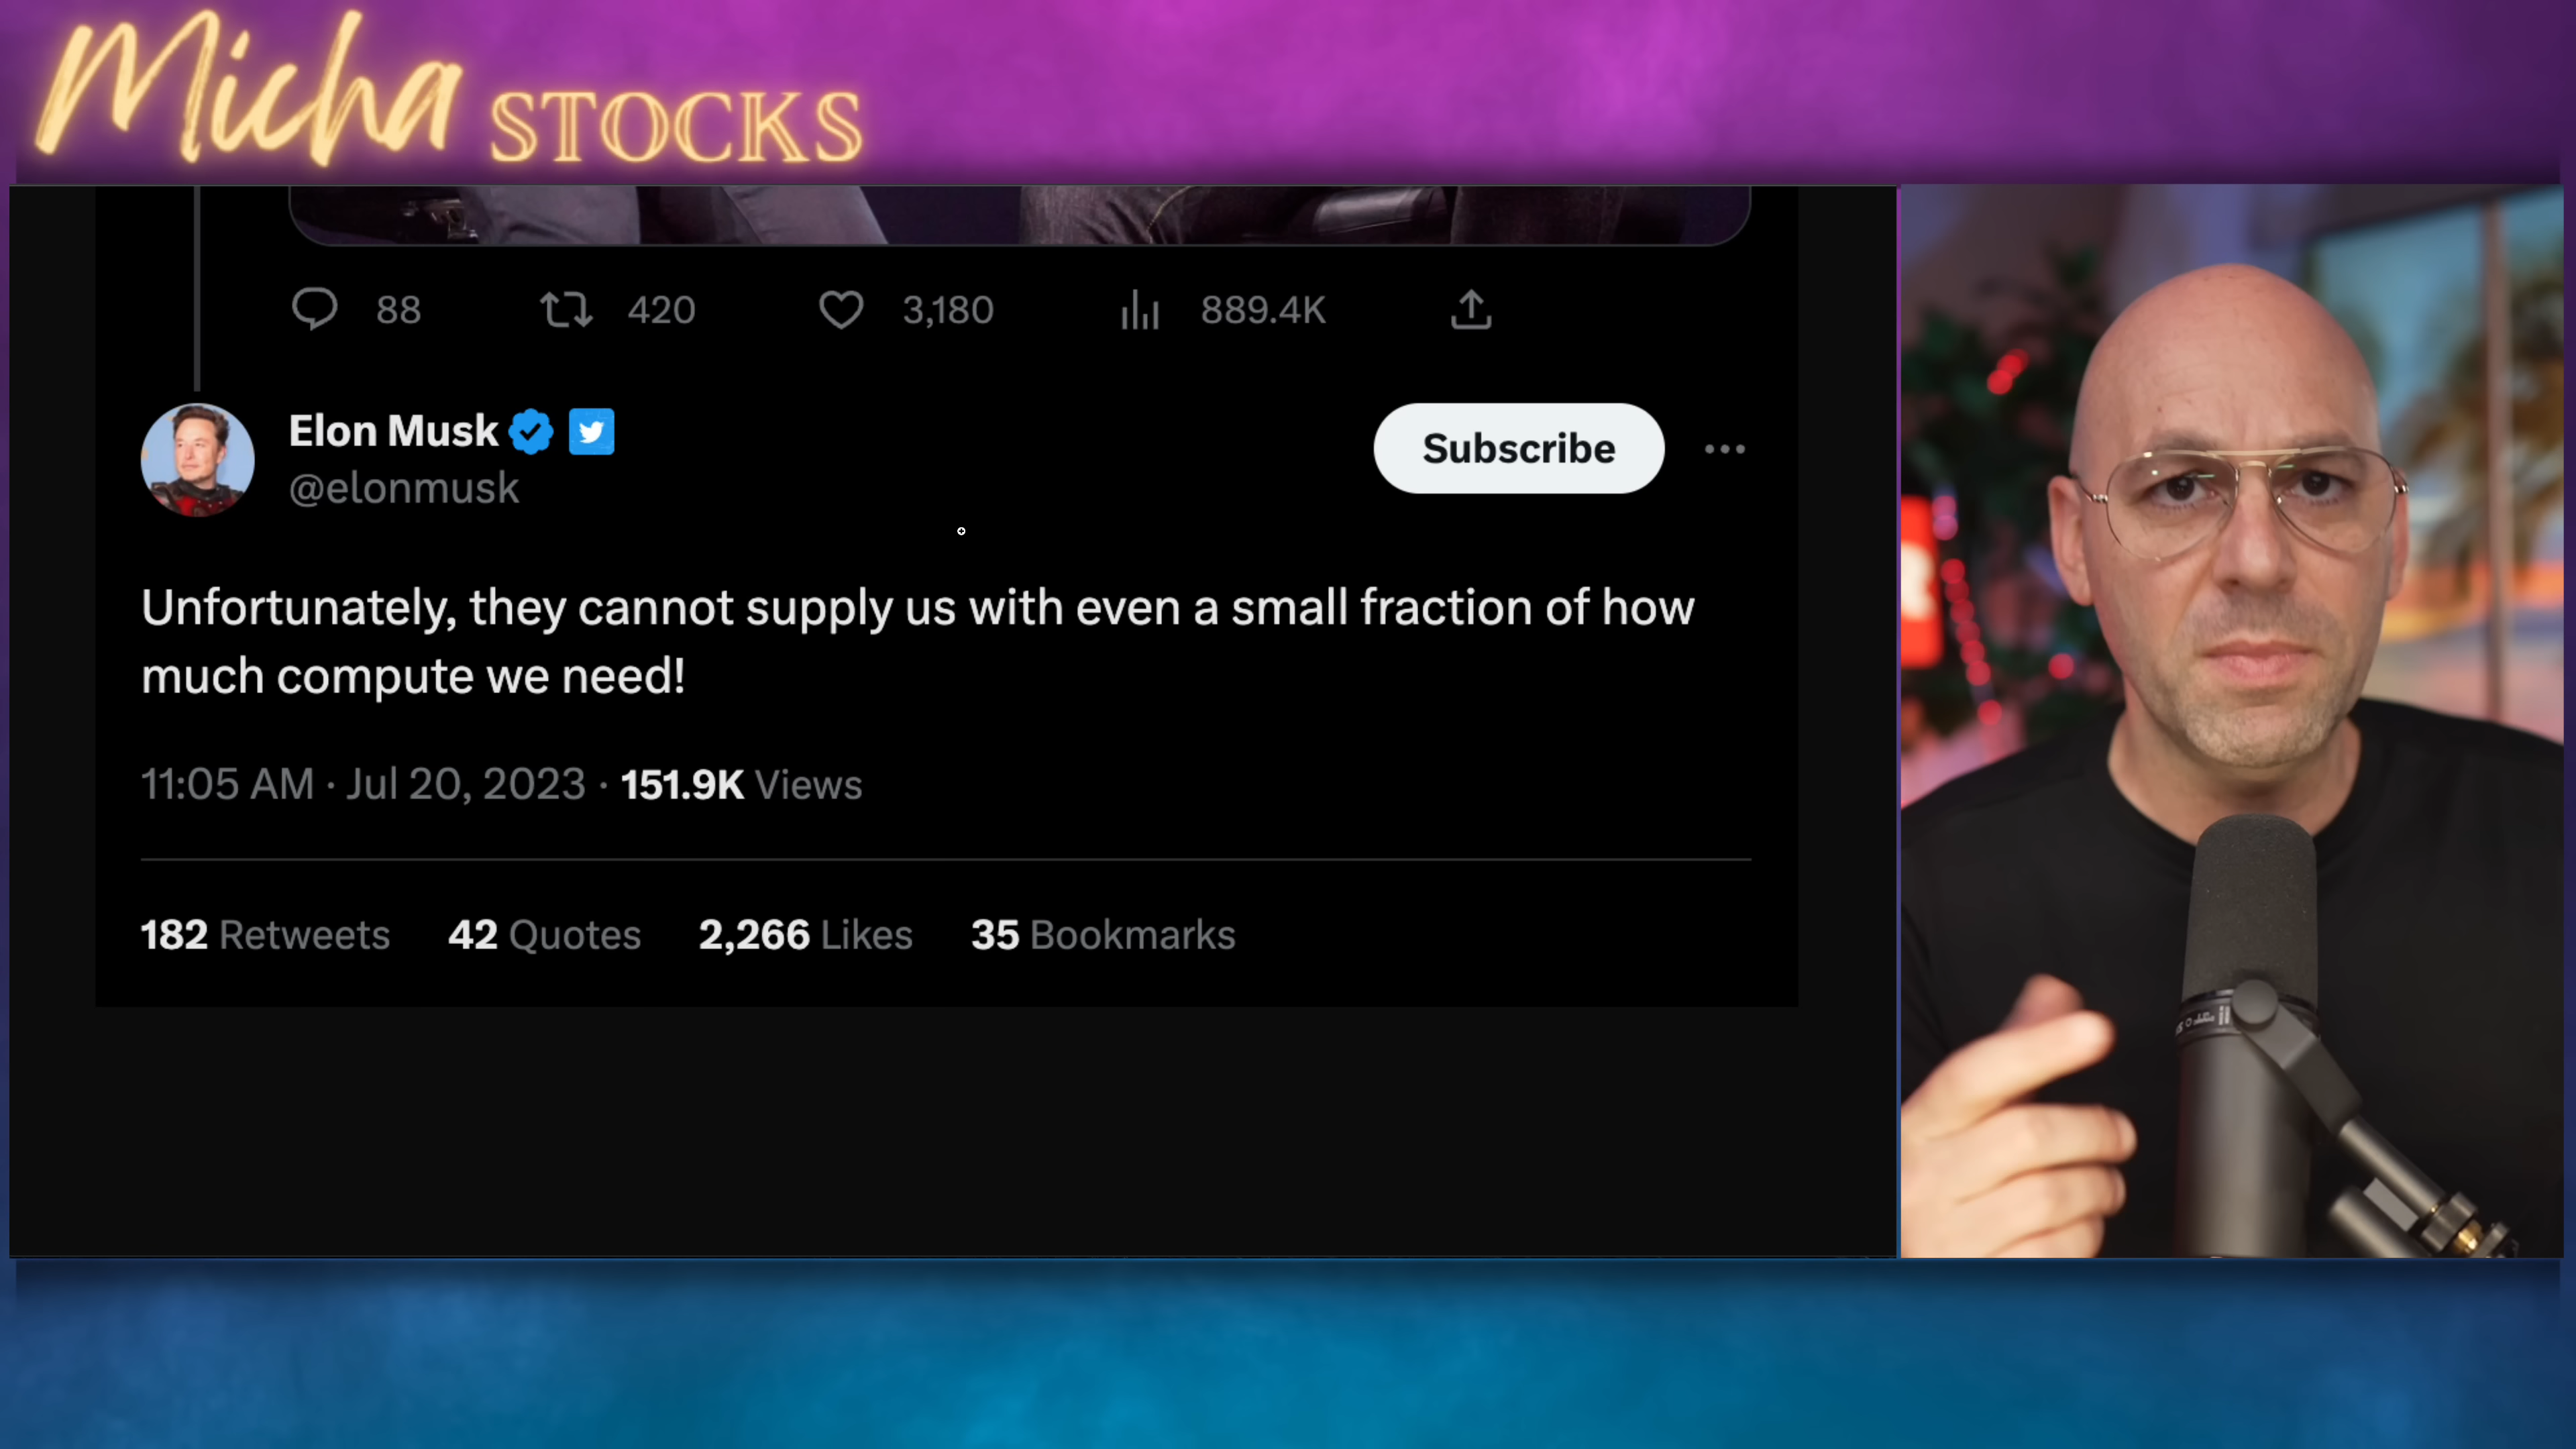 Micha STOCKS
88 420 3,180 889.4K
Elon Musk
Subscribe
@elonmusk
Unfortunately, they cannot supply us with even a small fraction of how
much compute we need!
11:05 AM · Jul 20, 2023 · 151.9K Views
182 Retweets 42 Quotes 2,266 Likes 35 Bookmarks